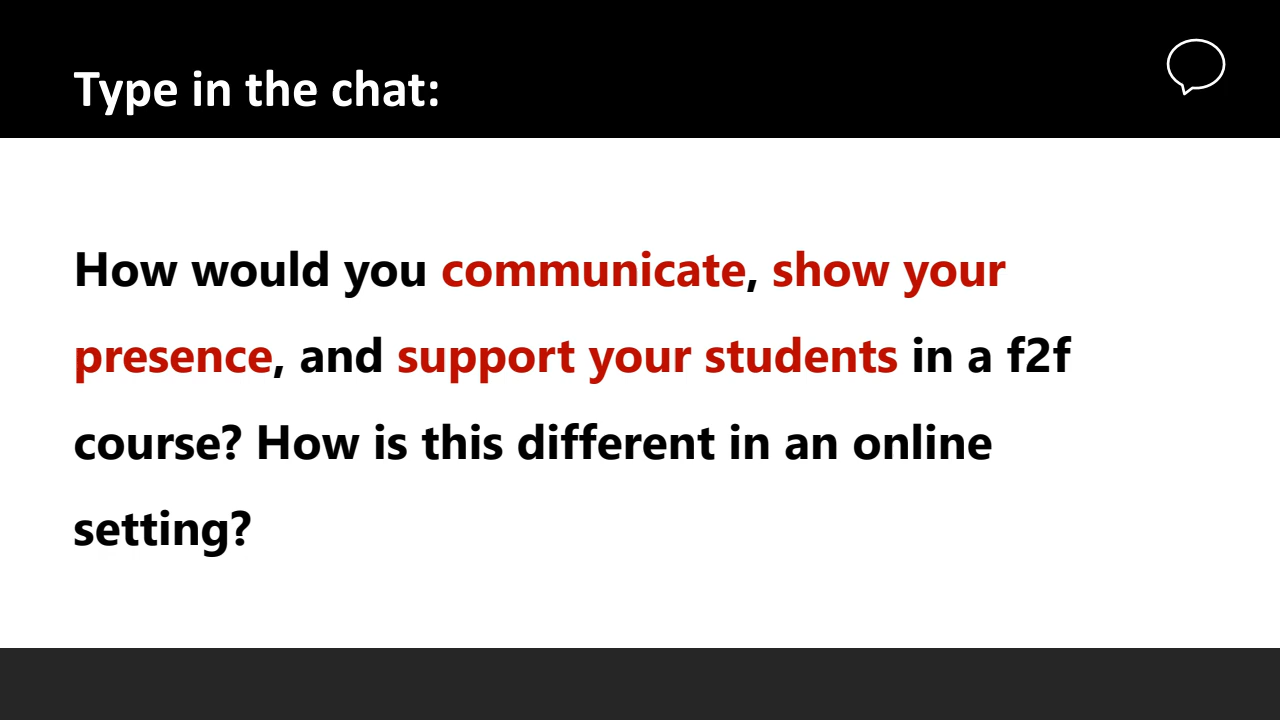 Type in the chat:
How would you communicate, show your
presence, and support your students in a f2f
course? How is this different in an online
setting?